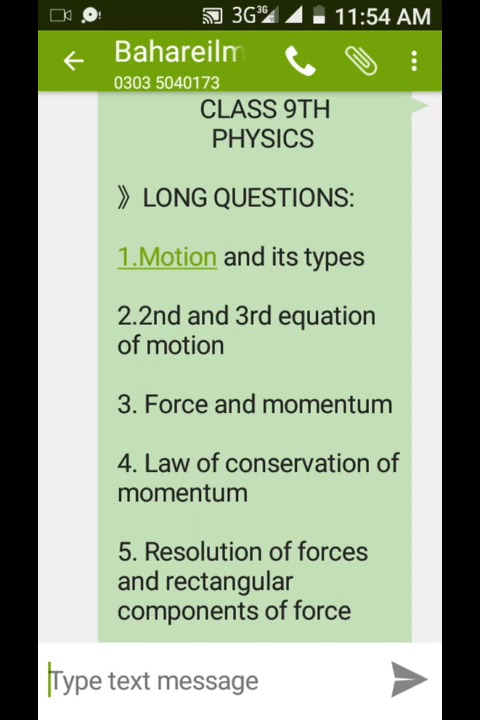 3G 3G 11:54 AM
Bahareilm
0303 5040173
CLASS 9TH
PHYSICS
》 LONG QUESTIONS:
1.Motion and its types
2.2nd and 3rd equation
of motion
3. Force and momentum
4. Law of conservation of
momentum
5. Resolution of forces
and rectangular
components of force
Type text message